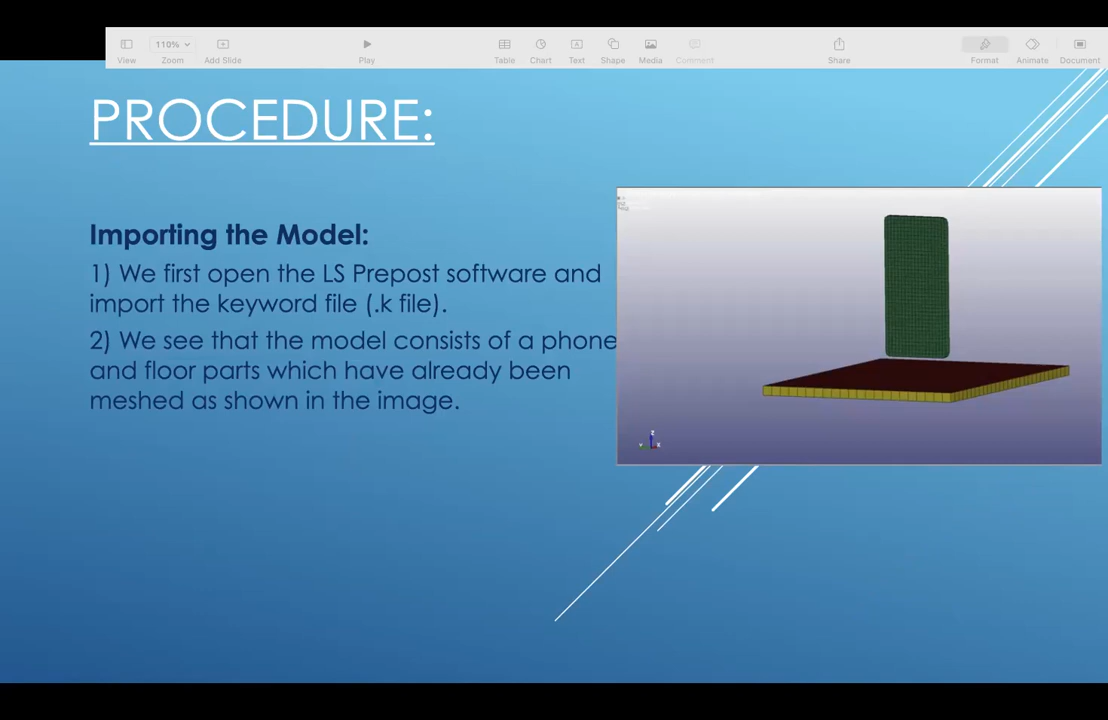 110%
View
Zoom
Add Slide
Play
Table
Chart
Text
Shape
Media
Comment
Share
Format
Animate
Document
PROCEDURE:
Importing the Model:
1) We first open the LS Prepost software and
import the keyword file (.k file).
2) We see that the model consists of a phone
and floor parts which have already been
meshed as shown in the image.
Z
Y
X